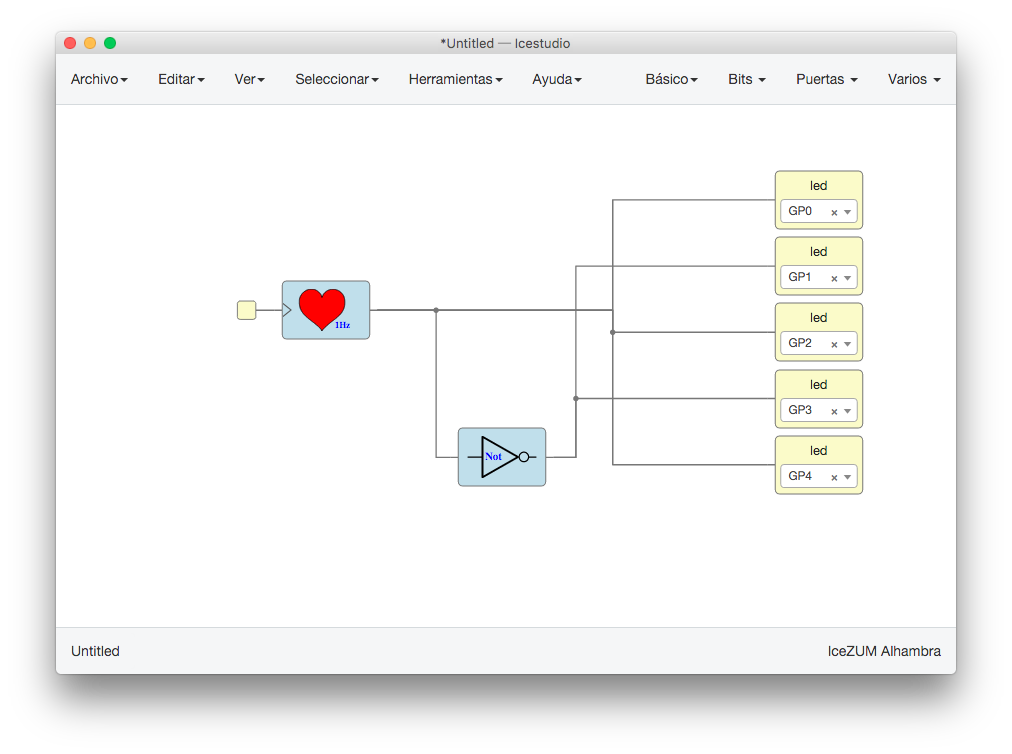 *Untitled — Icestudio
Archivo Editar Ver Seleccionar Herramientas Ayuda Básico Bits Puertas Varios
led
GP0 ×
led
GP1 ×
1Hz
led
GP2 ×
led
GP3 ×
Not
led
GP4 ×
Untitled IceZUM Alhambra